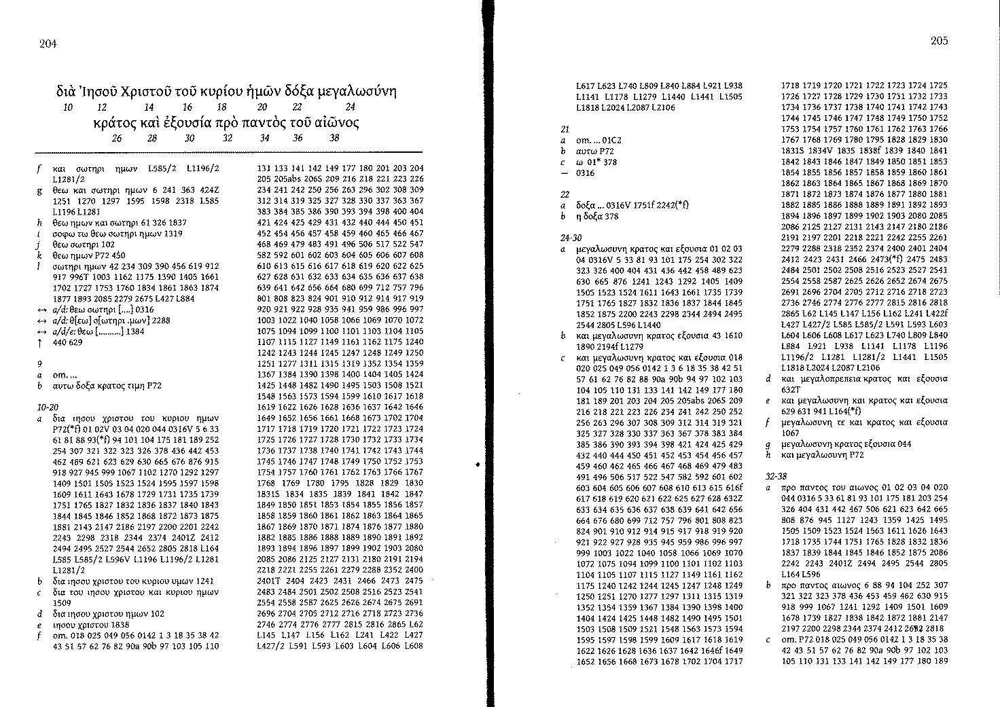 204
διὰ Ἰησοῦ Χριστοῦ τοῦ κυρίου ἡμῶν δόξα μεγαλωσύνη
10 12 14 16 18 20 22 24
κράτος καὶ ἐξουσία πρὸ παντὸς τοῦ αἰῶνος
26 28 30 32 34 36 38
f και σωτηρι ημων L585/2 L1196/2
L1281/2
g θεω και σωτηρι ημων 6 241 363 424Z
1251 1270 1297 1595 1598 2318 L585
L1196 L1281
h θεω ημων και σωτηρι 61 326 1837
i σοφω τω θεω σωτηρι ημων 1319
j θεω σωτηρι 102
k θεω ημων P72 450
l σωτηρι ημων 42 234 309 390 456 619 912
917 996T 1003 1162 1175 1390 1405 1661
1702 1727 1753 1760 1834 1861 1863 1874
1877 1893 2085 2279 2675 L427 L884
↔ a/d: θεω σωτηρι [....] 0316
↔ a/d: θ[εω] σ[ωτηρι .μων] 2288
↔ a/d/e: θεω [.........] 1384
↑ 440 629
9
a om....
b αυτω δοξα κρατος τιμη P72
10-20
a δια ιησου χριστου του κυριου ημων
P72(*f) 01 02V 03 04 020 044 0316V 5 6 33
61 81 88 93(*f) 94 101 104 175 181 189 252
254 307 321 322 323 326 378 436 442 453
462 489 621 623 629 630 665 676 876 915
918 927 945 999 1067 1102 1270 1292 1297
1409 1501 1505 1523 1524 1595 1597 1598
1609 1611 1643 1678 1729 1731 1735 1739
1751 1765 1827 1832 1836 1837 1840 1843
1844 1845 1846 1852 1868 1872 1873 1875
1881 2143 2147 2186 2197 2200 2201 2242
2243 2298 2318 2344 2374 2401Z 2412
2494 2495 2527 2544 2652 2805 2818 L164
L585 L585/2 L596V L1196 L1196/2 L1281
L1281/2
b δια ιησου χριστου του κυριου υμων 1241
c δια του ιησου χριστου και κυριου ημων
1509
d δια ιησου χριστου ημων 102
e ιησου χριστου 1838
f om. 018 025 049 056 0142 1 3 18 35 38 42
43 51 57 62 76 82 90a 90b 97 103 105 110
131 133 141 142 149 177 180 201 203 204
205 205abs 206S 209 216 218 221 223 226
234 241 242 250 256 263 296 302 308 309
312 314 319 325 327 328 330 337 363 367
383 384 385 386 390 393 394 398 400 404
421 424 425 429 431 432 440 444 450 451
452 454 456 457 458 459 460 465 466 467
468 469 479 483 491 496 506 517 522 547
582 592 601 602 603 604 605 606 607 608
610 613 615 616 617 618 619 620 622 625
627 628 631 632 633 634 635 636 637 638
639 641 642 656 664 680 699 712 757 796
801 808 823 824 901 910 912 914 917 919
920 921 922 928 935 941 959 986 996 997
1003 1022 1040 1058 1066 1069 1070 1072
1075 1094 1099 1100 1101 1103 1104 1105
1107 1115 1127 1149 1161 1162 1175 1240
1242 1243 1244 1245 1247 1248 1249 1250
1251 1277 1311 1315 1319 1352 1354 1359
1367 1384 1390 1398 1400 1404 1405 1424
1425 1448 1482 1490 1495 1503 1508 1521
1548 1563 1573 1594 1599 1610 1617 1618
1619 1622 1626 1628 1636 1637 1642 1646
1649 1652 1656 1661 1668 1673 1702 1704
1717 1718 1719 1720 1721 1722 1723 1724
1725 1726 1727 1728 1730 1732 1733 1734
1736 1737 1738 1740 1741 1742 1743 1744
1745 1746 1747 1748 1749 1750 1752 1753
1754 1757 1760 1761 1762 1763 1766 1767
1768 1769 1780 1795 1828 1829 1830
1831S 1834 1835 1839 1841 1842 1847
1849 1850 1851 1853 1854 1855 1856 1857
1858 1859 1860 1861 1862 1863 1864 1865
1867 1869 1870 1871 1874 1876 1877 1880
1882 1885 1886 1888 1889 1890 1891 1892
1893 1894 1896 1897 1899 1902 1903 2080
2085 2086 2125 2127 2131 2180 2191 2194
2218 2221 2255 2261 2279 2288 2352 2400
2401T 2404 2423 2431 2466 2473 2475
2483 2484 2501 2502 2508 2516 2523 2541
2554 2558 2587 2625 2626 2674 2675 2691
2696 2704 2705 2712 2716 2718 2723 2736
2746 2774 2776 2777 2815 2816 2865 L62
L145 L147 L156 L162 L241 L422 L427
L427/2 L591 L593 L603 L604 L606 L608
205
L617 L623 L740 L809 L840 L884 L921 L938
L1141 L1178 L1279 L1440 L1441 L1505
L1818 L2024 L2087 L2106
21
a om. ... 01C2
b αυτω P72
c ω 01* 378
– 0316
22
a δοξα ... 0316V 1751f 2242(*f)
b η δοξα 378
24-30
a μεγαλωσυνη κρατος και εξουσια 01 02 03
04 0316V 5 33 81 93 101 175 254 302 322
323 326 400 404 431 436 442 458 489 623
630 665 876 1241 1243 1292 1405 1409
1505 1523 1524 1611 1643 1661 1735 1739
1751 1765 1827 1832 1836 1837 1844 1845
1852 1875 2200 2243 2298 2344 2494 2495
2544 2805 L596 L1440
b και μεγαλωσυνη κρατος εξουσια 43 1610
1890 2194f L1279
c και μεγαλωσυνη κρατος και εξουσια 018
020 025 049 056 0142 1 3 6 18 35 38 42 51
57 61 62 76 82 88 90a 90b 94 97 102 103
104 105 110 131 133 141 142 149 177 180
181 189 201 203 204 205 205abs 206S 209
216 218 221 223 226 234 241 242 250 252
256 263 296 307 308 309 312 314 319 321
325 327 328 330 337 363 367 378 383 384
385 386 390 393 394 398 421 424 425 429
432 440 444 450 451 452 453 454 456 457
459 460 462 465 466 467 468 469 479 483
491 496 506 517 522 547 582 592 601 602
603 604 605 606 607 608 610 613 615 616f
617 618 619 620 621 622 625 627 628 632Z
633 634 635 636 637 638 639 641 642 656
664 676 680 699 712 757 796 801 808 823
824 901 910 912 914 915 917 918 919 920
921 922 927 928 935 945 959 986 996 997
999 1003 1022 1040 1058 1066 1069 1070
1072 1075 1094 1099 1100 1101 1102 1103
1104 1105 1107 1115 1127 1149 1161 1162
1175 1240 1242 1244 1245 1247 1248 1249
1250 1251 1270 1277 1297 1311 1315 1319
1352 1354 1359 1367 1384 1390 1398 1400
1404 1424 1425 1448 1482 1490 1495 1501
1503 1508 1509 1521 1548 1563 1573 1594
1595 1597 1598 1599 1609 1617 1618 1619
1622 1626 1628 1636 1637 1642 1646f 1649
1652 1656 1668 1673 1678 1702 1704 1717
1718 1719 1720 1721 1722 1723 1724 1725
1726 1727 1728 1729 1730 1731 1732 1733
1734 1736 1737 1738 1740 1741 1742 1743
1744 1745 1746 1747 1748 1749 1750 1752
1753 1754 1757 1760 1761 1762 1763 1766
1767 1768 1769 1780 1795 1828 1829 1830
1831S 1834V 1835 1838f 1839 1840 1841
1842 1843 1846 1847 1849 1850 1851 1853
1854 1855 1856 1857 1858 1859 1860 1861
1862 1863 1864 1865 1867 1868 1869 1870
1871 1872 1873 1874 1876 1877 1880 1881
1882 1885 1886 1888 1889 1891 1892 1893
1894 1896 1897 1899 1902 1903 2080 2085
2086 2125 2127 2131 2143 2147 2180 2186
2191 2197 2201 2218 2221 2242 2255 2261
2279 2288 2318 2352 2374 2400 2401 2404
2412 2423 2431 2466 2473(*f) 2475 2483
2484 2501 2502 2508 2516 2523 2527 2541
2554 2558 2587 2625 2626 2652 2674 2675
2691 2696 2704 2705 2712 2716 2718 2723
2736 2746 2774 2776 2777 2815 2816 2818
2865 L62 L145 L147 L156 L162 L241 L422f
L427 L427/2 L585 L585/2 L591 L593 L603
L604 L606 L608 L617 L623 L740 L809 L840
L884 L921 L938 L1141 L1178 L1196
L1196/2 L1281 L1281/2 L1441 L1505
L1818 L2024 L2087 L2106
d και μεγαλοπρεπεια κρατος και εξουσια
632T
e και μεγαλωσυνη και κρατος και εξουσια
629 631 941 L164(*f)
f μεγαλωσυνη τε και κρατος και εξουσια
1067
g μεγαλωσυνη κρατος εξουσια 044
h και μεγαλωσυνη P72
32-38
a προ παντος του αιωνος 01 02 03 04 020
044 0316 5 33 61 81 93 101 175 181 203 254
326 404 431 442 467 506 621 623 642 665
808 876 945 1127 1243 1359 1425 1495
1505 1509 1523 1524 1563 1611 1626 1643
1718 1735 1744 1751 1765 1828 1832 1836
1837 1839 1844 1845 1846 1852 1875 2086
2242 2243 2401Z 2494 2495 2544 2805
L164 L596
b προ παντος αιωνος 6 88 94 104 252 307
321 322 323 378 436 453 459 462 630 915
918 999 1067 1241 1292 1409 1501 1609
1678 1739 1827 1838 1842 1872 1881 2147
2197 2200 2298 2344 2374 2412 2652 2818
c om. P72 018 025 049 056 0142 1 3 18 35 38
42 43 51 57 62 76 82 90a 90b 97 102 103
105 110 131 133 141 142 149 177 180 189